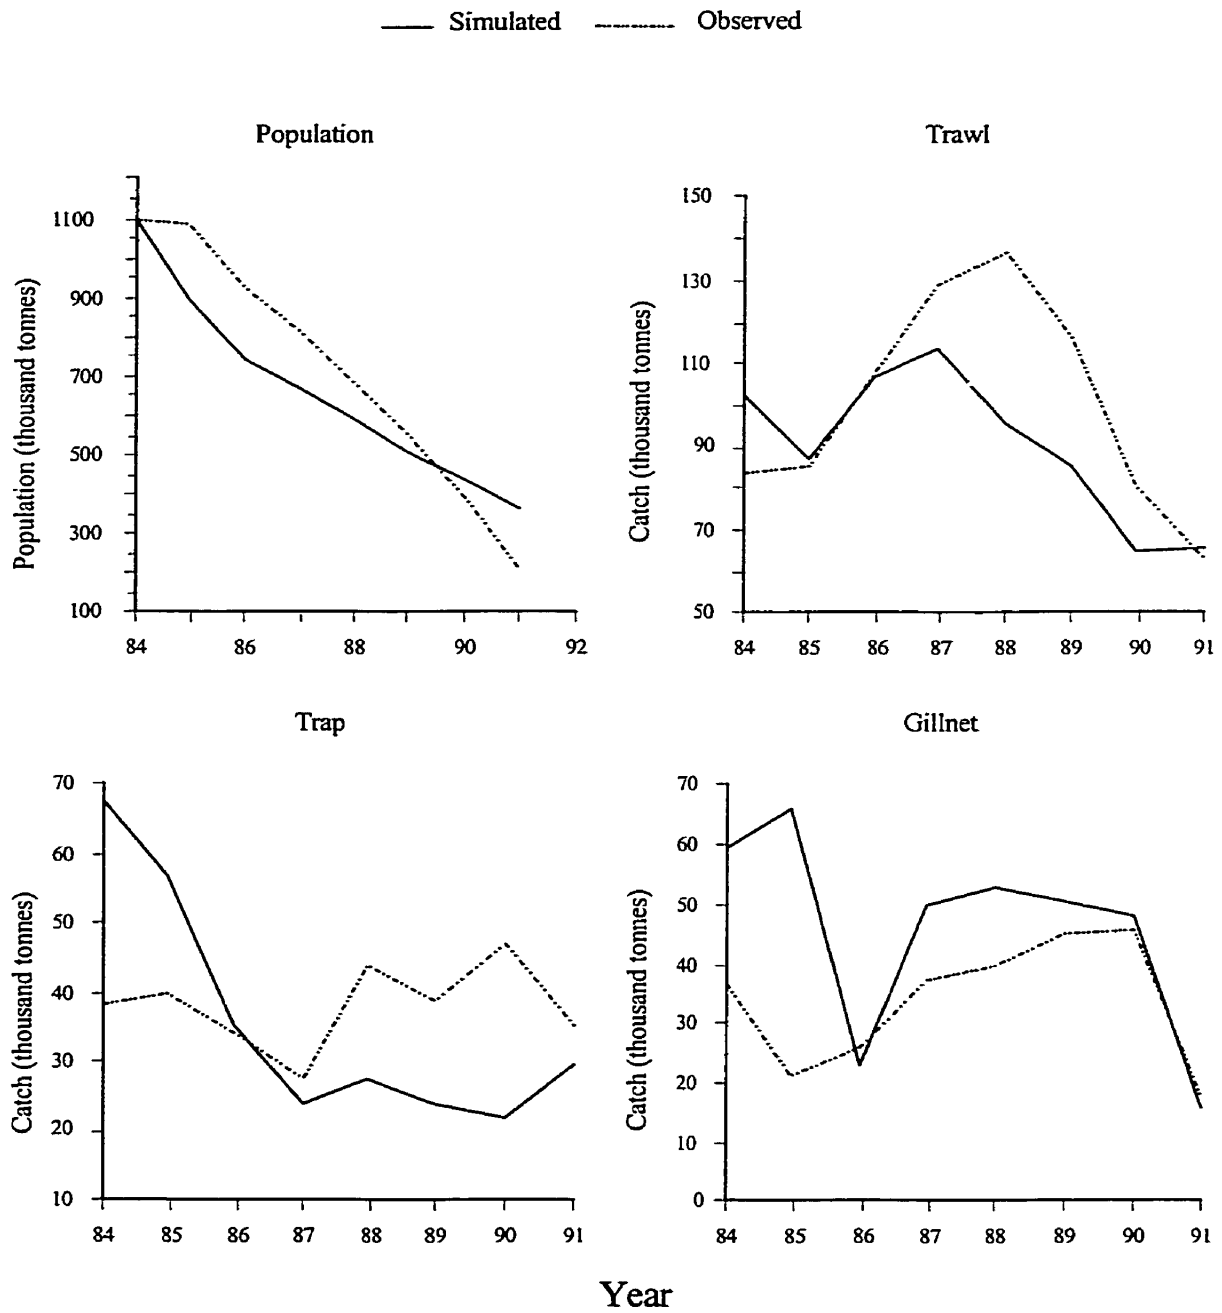 Simulated Observed
Population Trawl
Population (thousand tonnes)
1100
900
700
500
300
100
84 86 88 90 92
Catch (thousand tonnes)
150
130
110
90
70
50
84 85 86 87 88 89 90 91
Trap Gillnet
Catch (thousand tonnes)
70
60
50
40
30
20
10
84 85 86 87 88 89 90 91
Catch (thousand tonnes)
70
60
50
40
30
20
10
0
84 85 86 87 88 89 90 91
Year